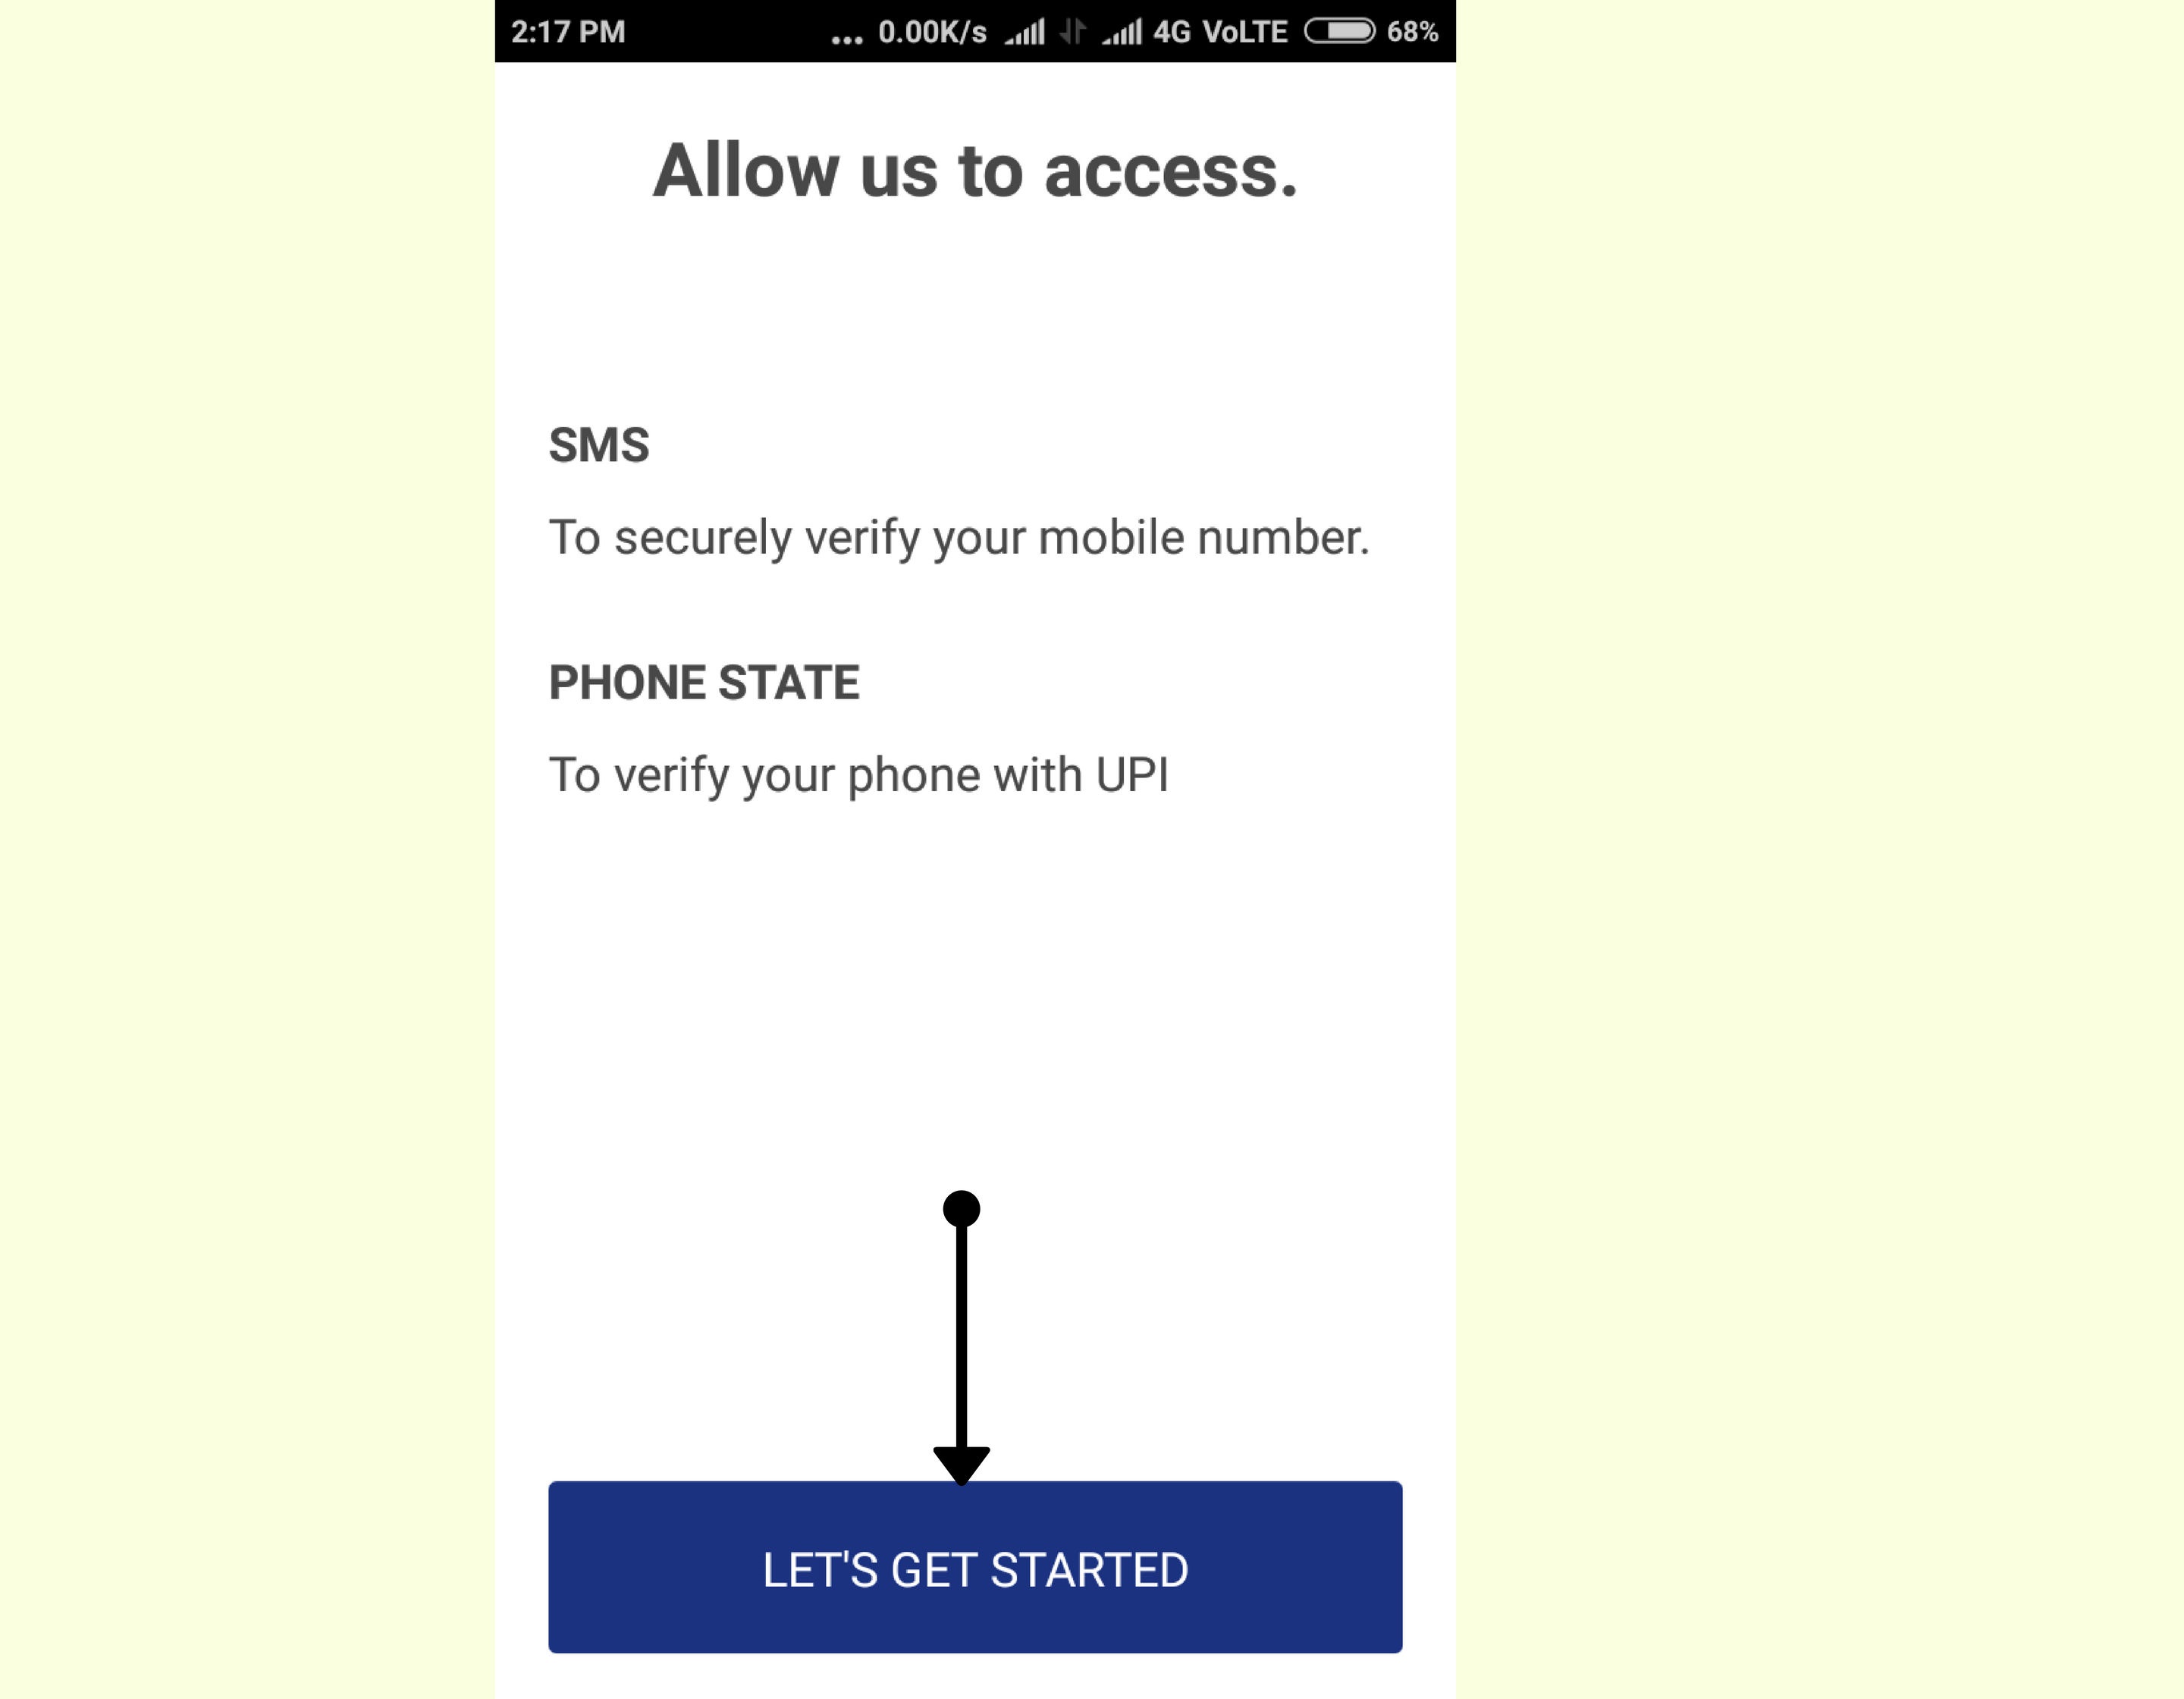 2:17 PM ... 0.00K/s 4G VoLTE 68%
Allow us to access.
SMS
To securely verify your mobile number.
PHONE STATE
To verify your phone with UPI
LET'S GET STARTED